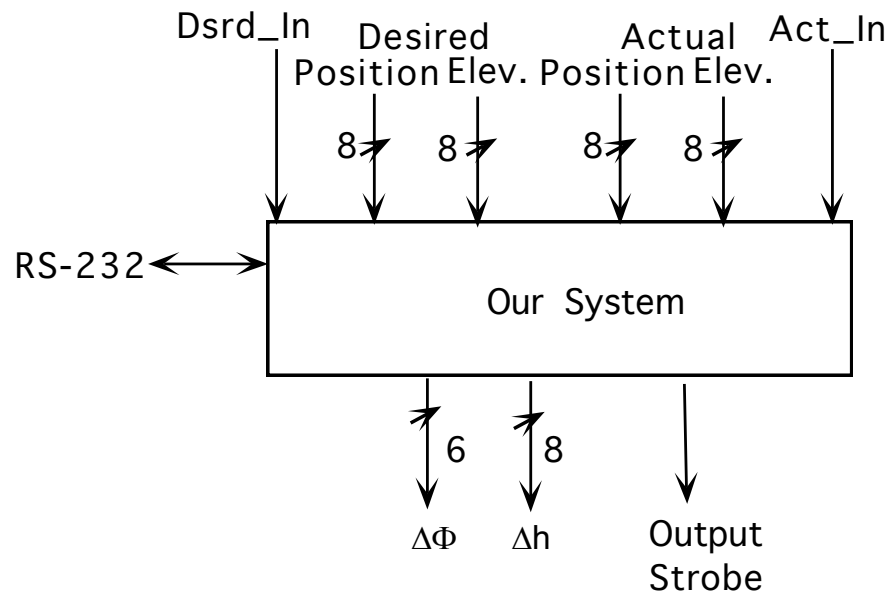 Dsrd_In
Desired
Position Elev.
Actual
Position Elev.
Act_In
8
8
8
8
RS-232
Our System
6
8
ΔΦ
Δh
Output
Strobe